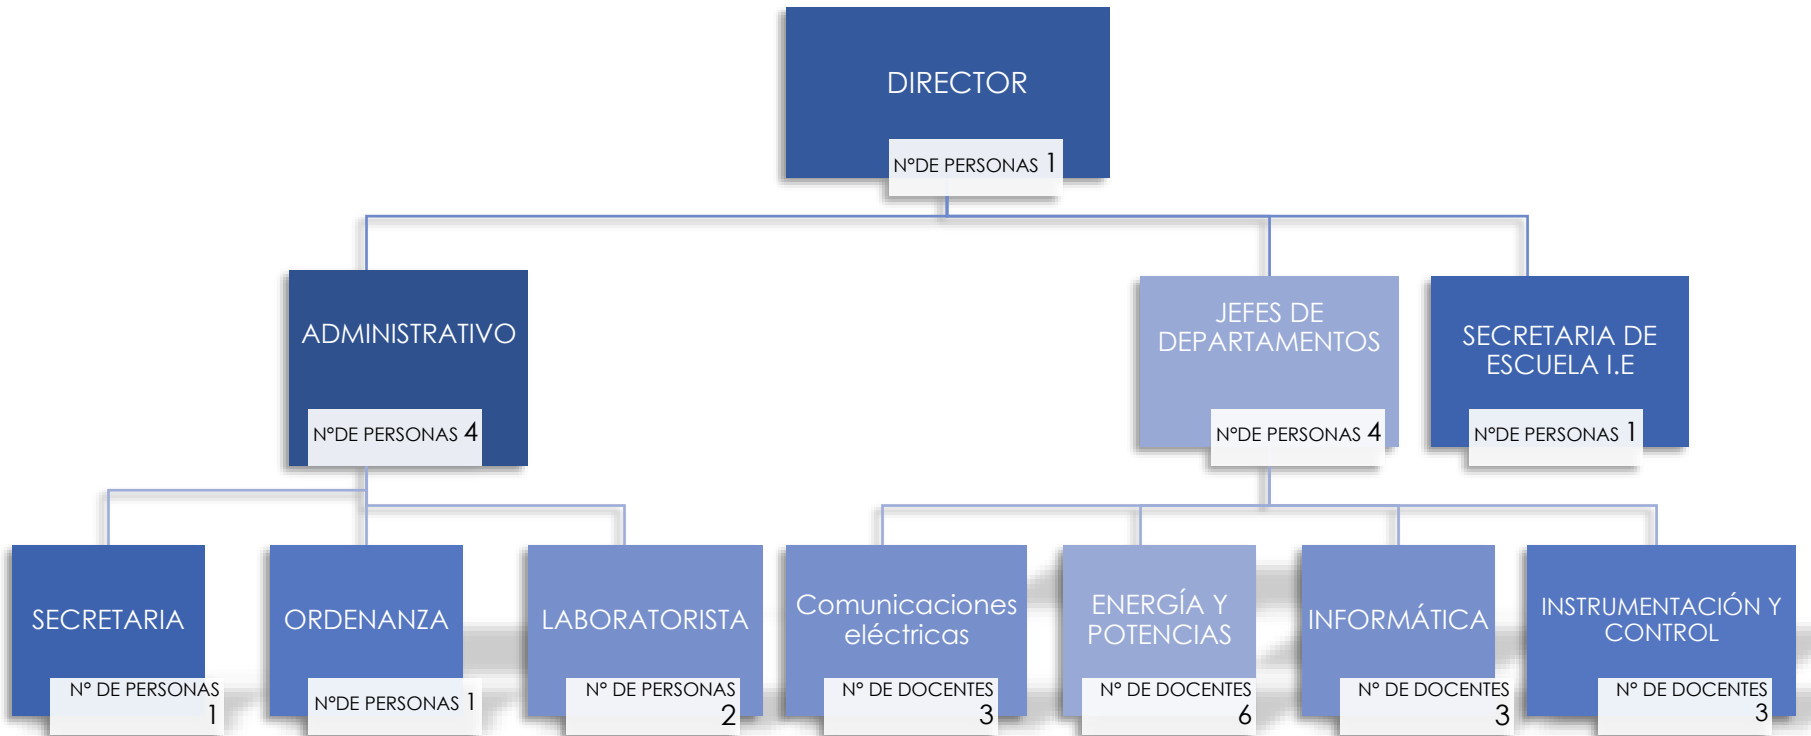 DIRECTOR
N°DE PERSONAS 1
ADMINISTRATIVO
N°DE PERSONAS 4
JEFES DE
DEPARTAMENTOS
N°DE PERSONAS 4
SECRETARIA DE
ESCUELA I.E
N°DE PERSONAS 1
SECRETARIA
N° DE PERSONAS
1
ORDENANZA
N°DE PERSONAS 1
LABORATORISTA
N° DE PERSONAS
2
Comunicaciones
eléctricas
N° DE DOCENTES
3
ENERGÍA Y
POTENCIAS
N° DE DOCENTES
6
INFORMÁTICA
N° DE DOCENTES
3
INSTRUMENTACIÓN Y
CONTROL
N° DE DOCENTES
3